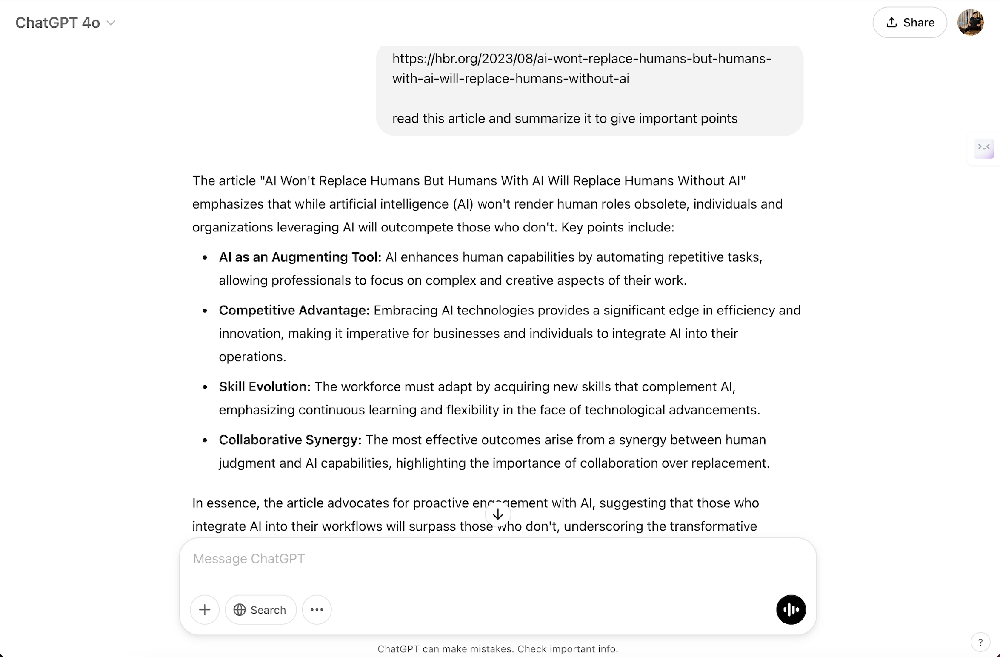 ChatGPT 4o
Share
https://hbr.org/2023/08/ai-wont-replace-humans-but-humans-
with-ai-will-replace-humans-without-ai
read this article and summarize it to give important points
The article "AI Won't Replace Humans But Humans With AI Will Replace Humans Without AI"
emphasizes that while artificial intelligence (AI) won't render human roles obsolete, individuals and
organizations leveraging AI will outcompete those who don't. Key points include:
• AI as an Augmenting Tool: AI enhances human capabilities by automating repetitive tasks,
allowing professionals to focus on complex and creative aspects of their work.
• Competitive Advantage: Embracing AI technologies provides a significant edge in efficiency and
innovation, making it imperative for businesses and individuals to integrate AI into their
operations.
• Skill Evolution: The workforce must adapt by acquiring new skills that complement AI,
emphasizing continuous learning and flexibility in the face of technological advancements.
• Collaborative Synergy: The most effective outcomes arise from a synergy between human
judgment and AI capabilities, highlighting the importance of collaboration over replacement.
In essence, the article advocates for proactive engagement with AI, suggesting that those who
integrate AI into their workflows will surpass those who don't, underscoring the transformative
Message ChatGPT
Search
ChatGPT can make mistakes. Check important info.
?